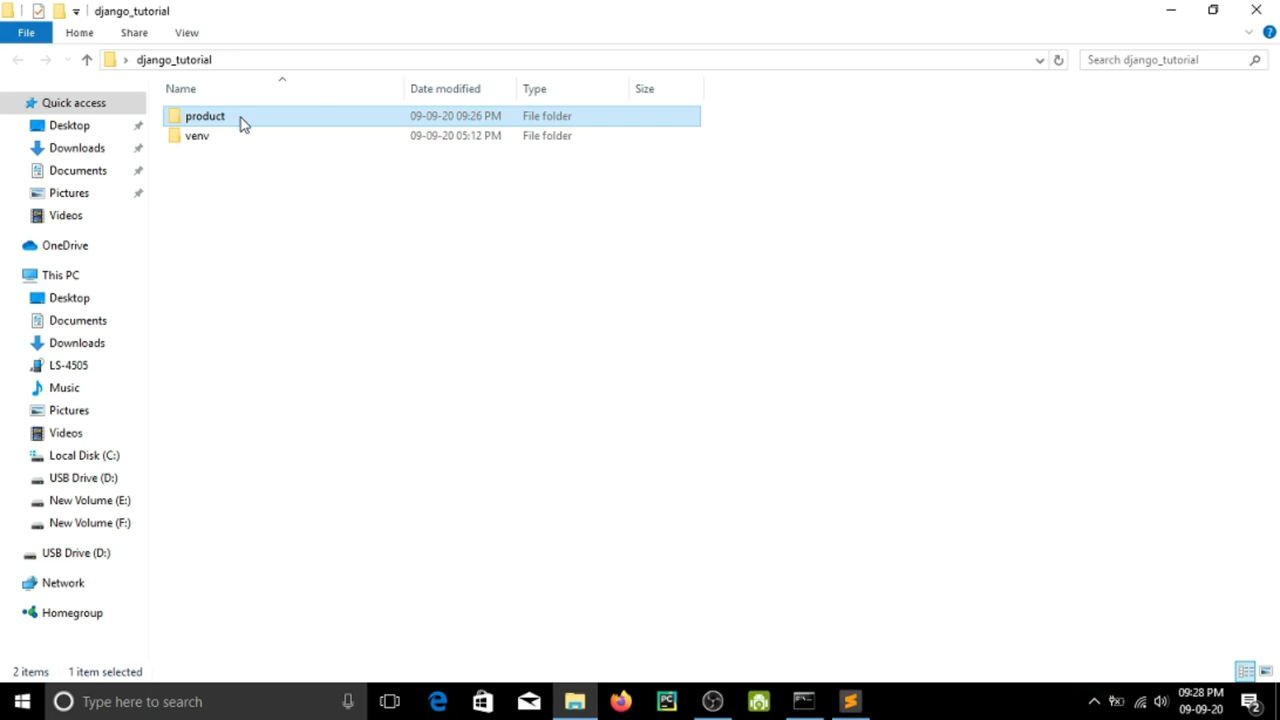 django_tutorial
File Home Share View
django_tutorial
Search django_tutorial
Name Date modified Type Size
product 09-09-20 09:26 PM File folder
venv 09-09-20 05:12 PM File folder
Quick access
Desktop
Downloads
Documents
Pictures
Videos
OneDrive
This PC
Desktop
Documents
Downloads
LS-4505
Music
Pictures
Videos
Local Disk (C:)
USB Drive (D:)
New Volume (E:)
New Volume (F:)
USB Drive (D:)
Network
Homegroup
2 items 1 item selected
Type here to search
PC
09:28 PM
09-09-20
2